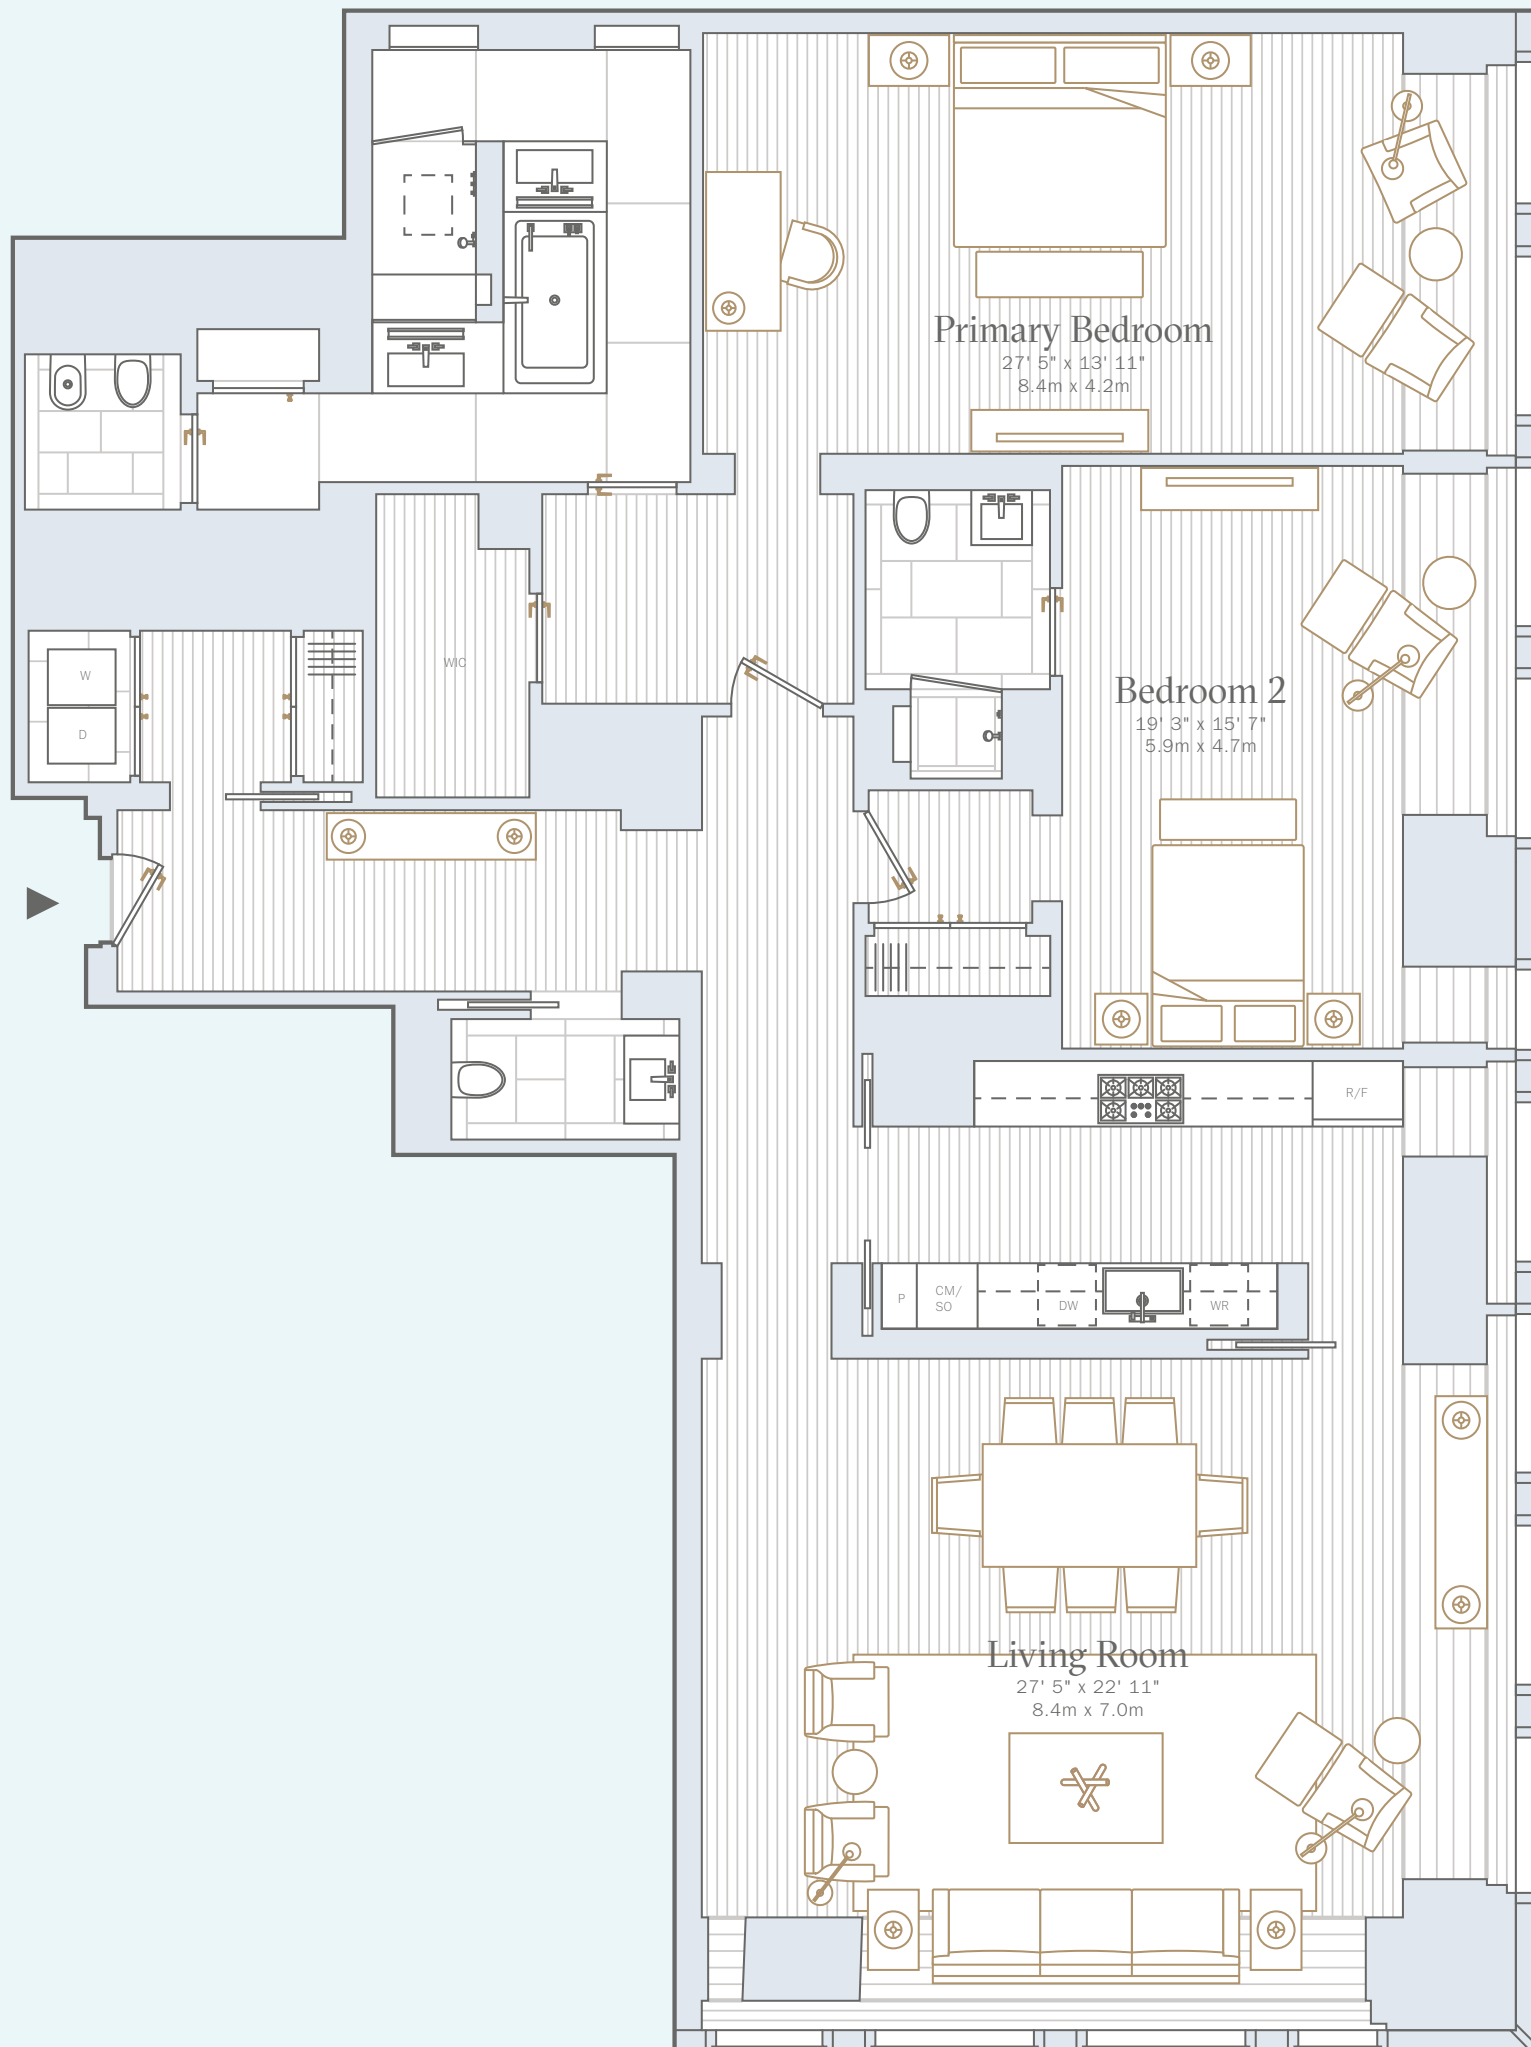 Primary Bedroom
27' 5" x 13' 11"
8.4m x 4.2m
WIC
W
D
Bedroom 2
19' 3" x 15' 7"
5.9m x 4.7m
R/F
P
CM/
SO
DW
WR
Living Room
27' 5" x 22' 11"
8.4m x 7.0m